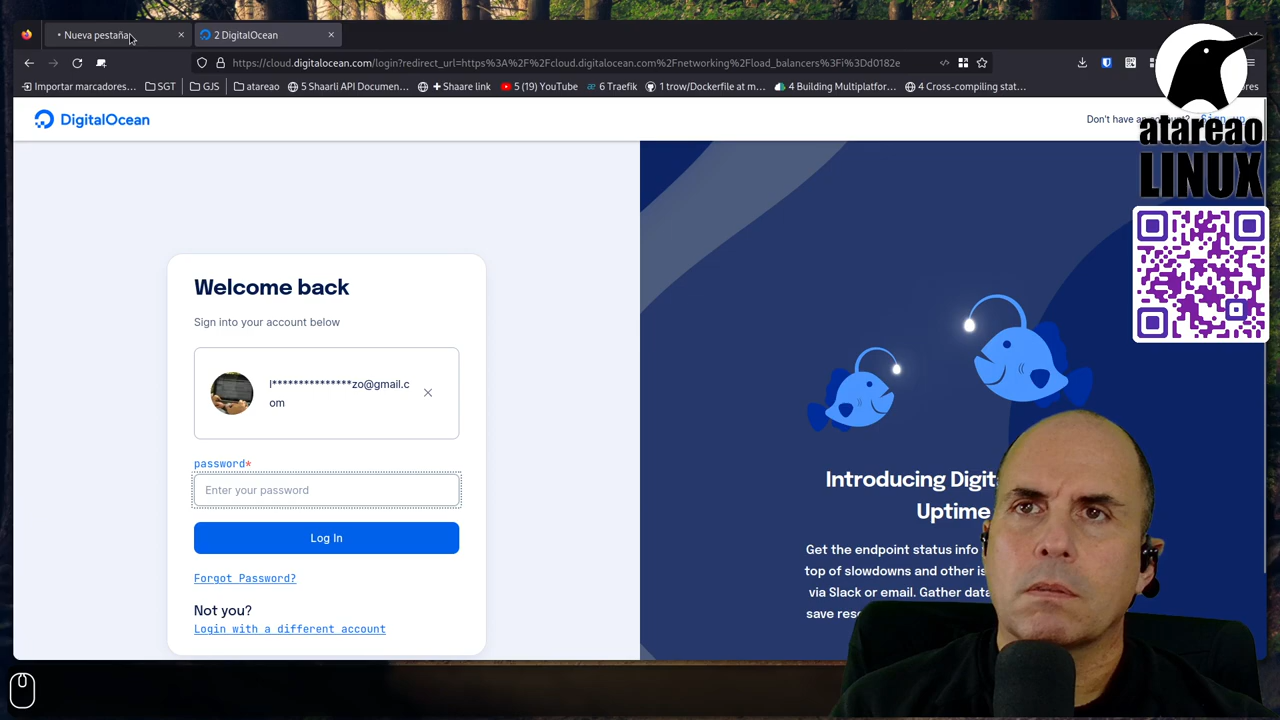 Nueva pestaña
2 DigitalOcean
https://cloud.digitalocean.com/login?redirect_url=https%3A%2F%2Fcloud.digitalocean.com%2Fnetworking%2Fload_balancers%3Fi%3Dd0182e
Importar marcadores…
SGT
GJS
atareao
5 Shaarli API Documen…
Shaare link
5 (19) YouTube
6 Traefik
1 trow/Dockerfile at m…
4 Building Multiplatfor…
4 Cross-compiling stat…
DigitalOcean
Don't have an account? Sign up
atareao
LINUX
Welcome back
Sign into your account below
l***************zo@gmail.c
om
password*
Enter your password
Log In
Forgot Password?
Not you?
Login with a different account
Introducing
Uptime
Get the endpoint status info
top of slowdowns and other
via Slack or email. Gather
save